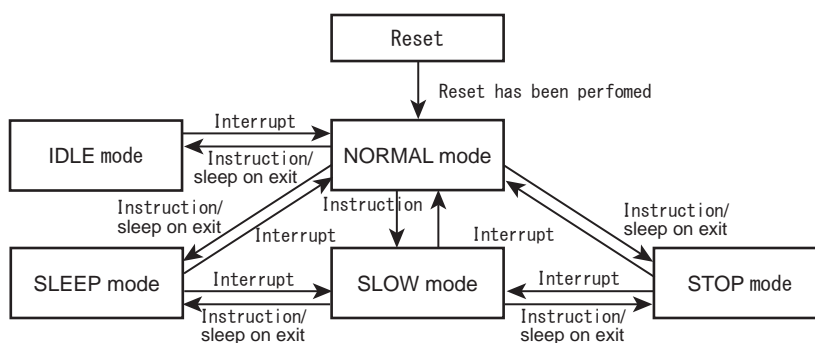 Reset
Reset has been perfomed
Interrupt
IDLE mode
NORMAL mode
Instruction/
sleep on exit
Instruction/
sleep on exit
Instruction
Instruction/
sleep on exit
Interrupt
Interrupt
SLEEP mode
Interrupt
SLOW mode
Interrupt
STOP mode
Instruction/
sleep on exit
Instruction/
sleep on exit